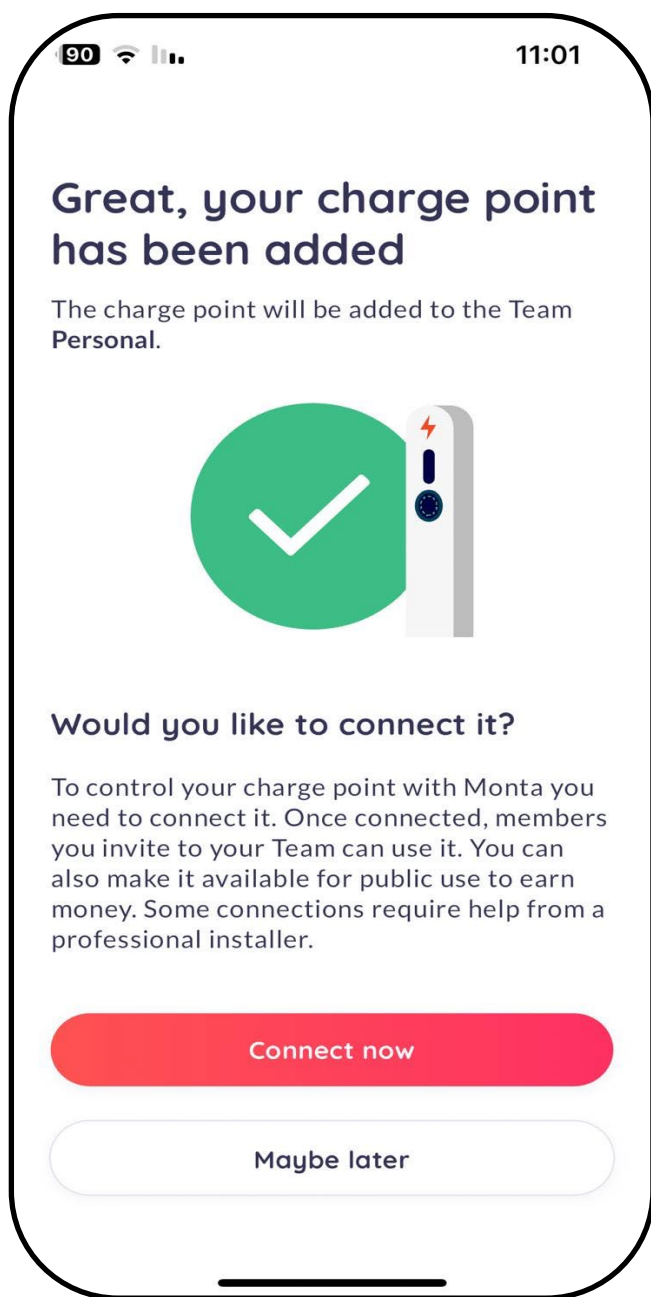 90
11:01
Great, your charge point
has been added
The charge point will be added to the Team
Personal.
Would you like to connect it?
To control your charge point with Monta you
need to connect it. Once connected, members
you invite to your Team can use it. You can
also make it available for public use to earn
money. Some connections require help from a
professional installer.
Connect now
Maybe later